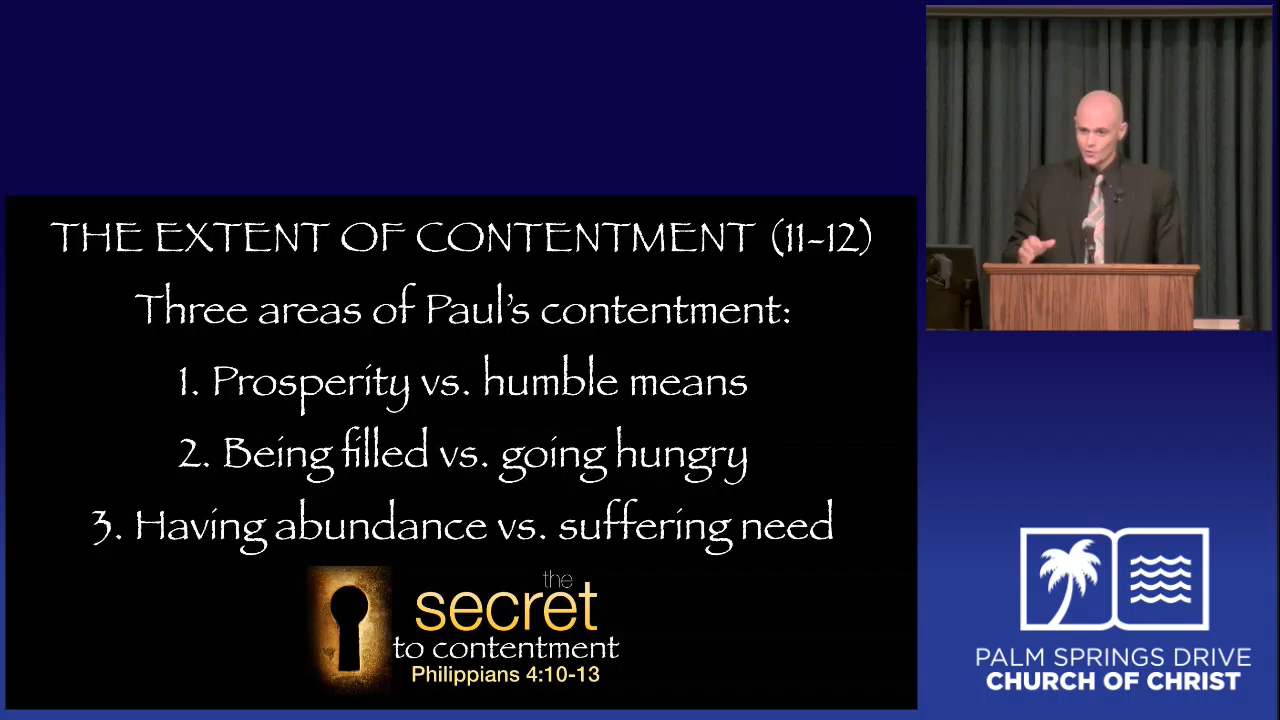 THE EXTENT OF CONTENTMENT (11-12)
Three areas of Paul's contentment:
1. Prosperity vs. humble means
2. Being filled vs. going hungry
3. Having abundance vs. suffering need
the
secret
to contentment
Philippians 4:10-13
PALM SPRINGS DRIVE
CHURCH OF CHRIST